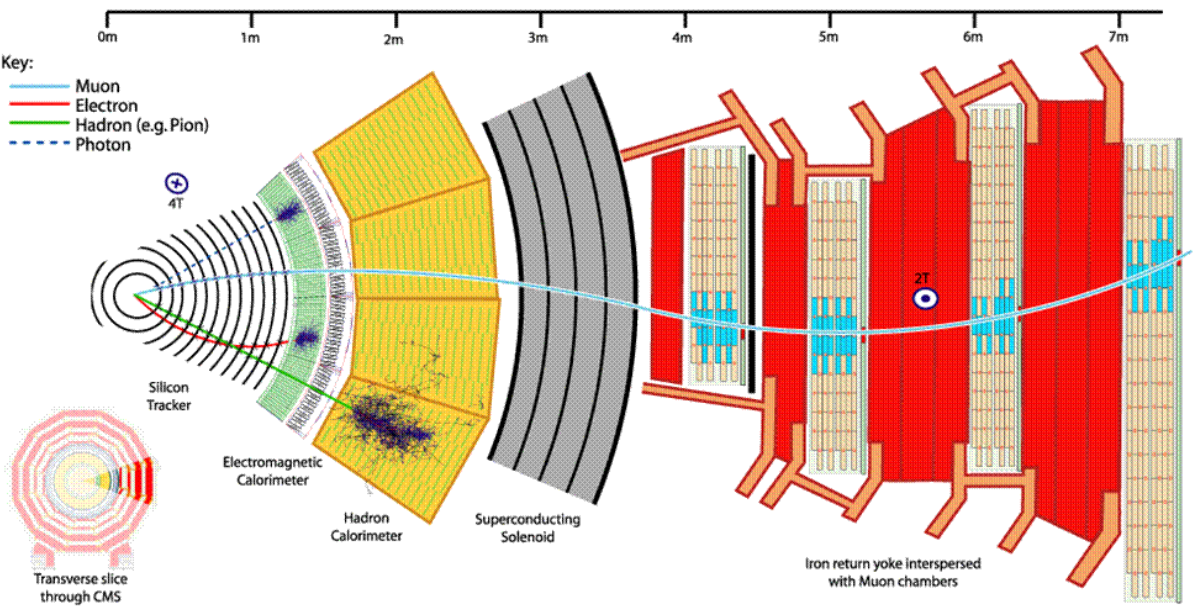 0m 1m 2m 3m 4m 5m 6m 7m
Key:
Muon
Electron
Hadron (e.g. Pion)
Photon
4T
2T
Silicon
Tracker
Electromagnetic
Calorimeter
Hadron
Calorimeter
Superconducting
Solenoid
Iron return yoke interspersed
with Muon chambers
Transverse slice
through CMS